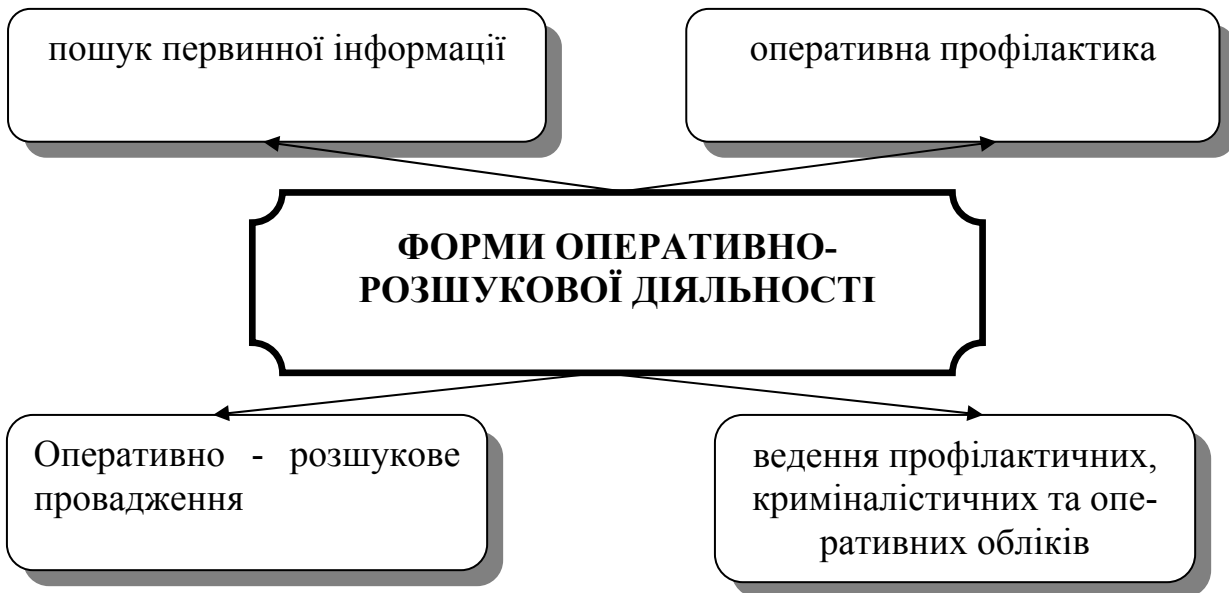 пошук первинної інформації
оперативна профілактика
ФОРМИ ОПЕРАТИВНО-
РОЗШУКОВОЇ ДІЯЛЬНОСТІ
Оперативно - розшукове
провадження
ведення профілактичних,
криміналістичних та опе-
ративних обліків